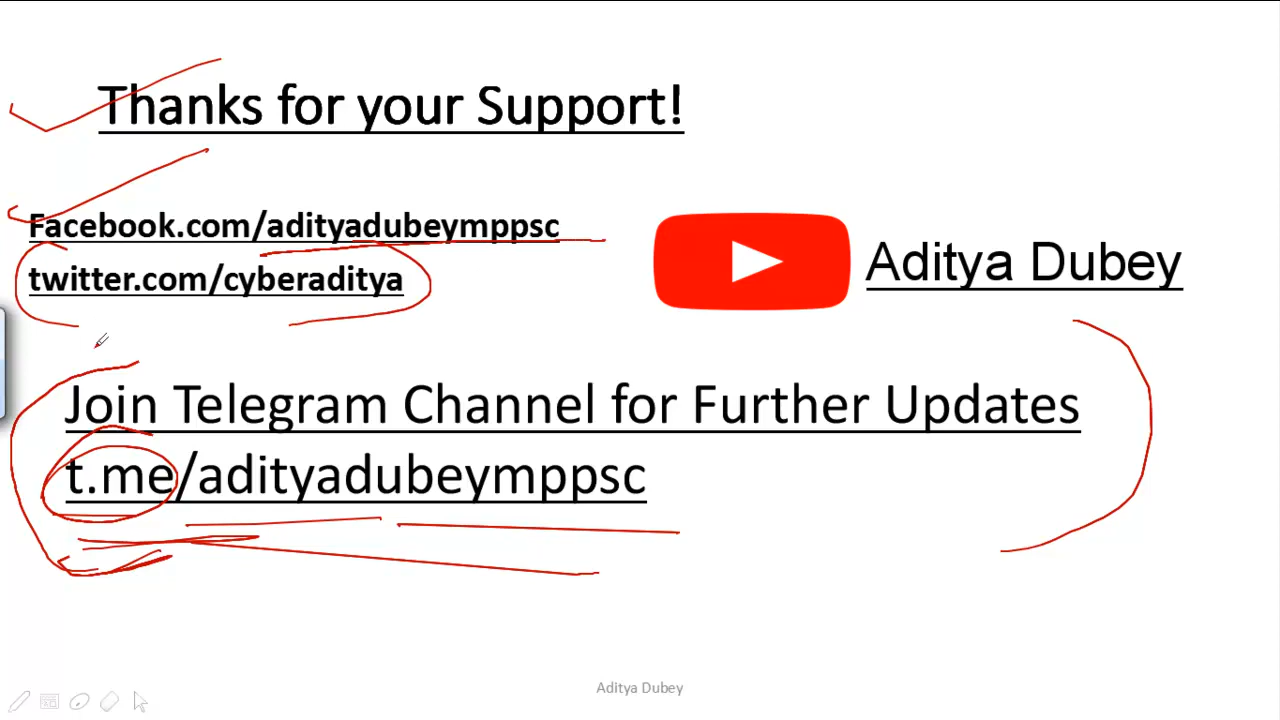 Thanks for your Support!
Facebook.com/adityadubeymppsc
twitter.com/cyberaditya
Aditya Dubey
Join Telegram Channel for Further Updates
t.me/adityadubeymppsc
Aditya Dubey